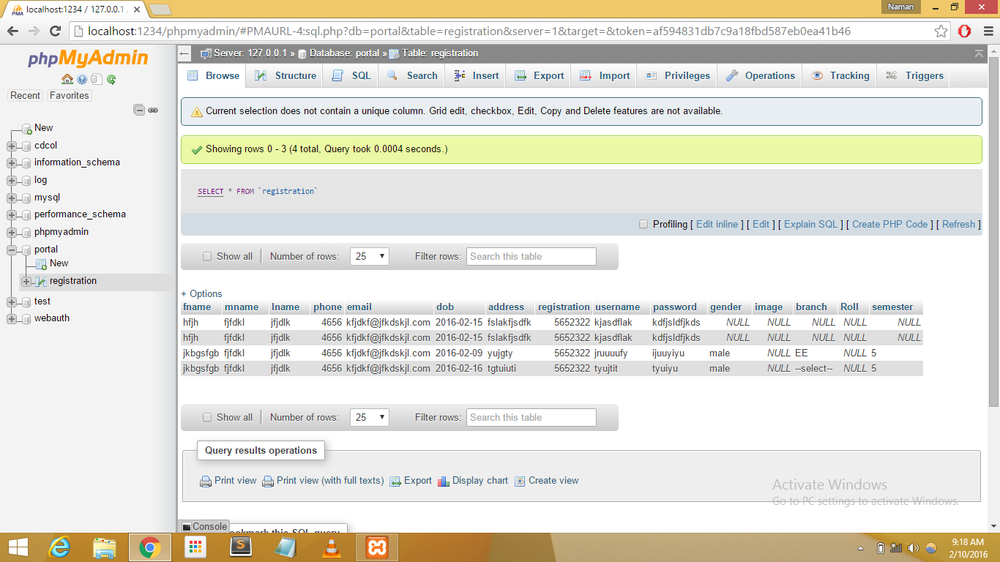 localhost:1234 / 127.0.0.1
Naman
localhost:1234/phpmyadmin/#PMAURL-4:sql.php?db=portal&table=registration&server=1&target=&token=af594831db7c9a18fbd587eb0ea41b46
phpMyAdmin
Recent Favorites
New
cdcol
information_schema
log
mysql
performance_schema
phpmyadmin
portal
New
registration
test
webauth
Server: 127.0.0.1 » Database: portal » Table: registration
Browse Structure SQL Search Insert Export Import Privileges Operations Tracking Triggers
Current selection does not contain a unique column. Grid edit, checkbox, Edit, Copy and Delete features are not available.
Showing rows 0 - 3 (4 total, Query took 0.0004 seconds.)
SELECT * FROM `registration`
Profiling [ Edit inline ] [ Edit ] [ Explain SQL ] [ Create PHP Code ] [ Refresh ]
Show all Number of rows: 25 Filter rows: Search this table
+ Options
fname mname lname phone email dob address registration username password gender image branch Roll semester
hfjh fjfdkl jfjdlk 4656 kfjdkf@jfkdskjl.com 2016-02-15 fslakfjsdfk 5652322 kjasdflak kdfjsldfjkds NULL NULL NULL NULL NULL
hfjh fjfdkl jfjdlk 4656 kfjdkf@jfkdskjl.com 2016-02-15 fslakfjsdfk 5652322 kjasdflak kdfjsldfjkds NULL NULL NULL NULL NULL
jkbgsfgb fjfdkl jfjdlk 4656 kfjdkf@jfkdskjl.com 2016-02-09 yujgty 5652322 jruuuufy ijuuyiyu male NULL EE NULL 5
jkbgsfgb fjfdkl jfjdlk 4656 kfjdkf@jfkdskjl.com 2016-02-16 tgtuiuti 5652322 tyujtit tyuiyu male NULL --select-- NULL 5
Show all Number of rows: 25 Filter rows: Search this table
Query results operations
Print view Print view (with full texts) Export Display chart Create view
Activate Windows
Go to PC settings to activate Windows.
Console
9:18 AM
2/10/2016